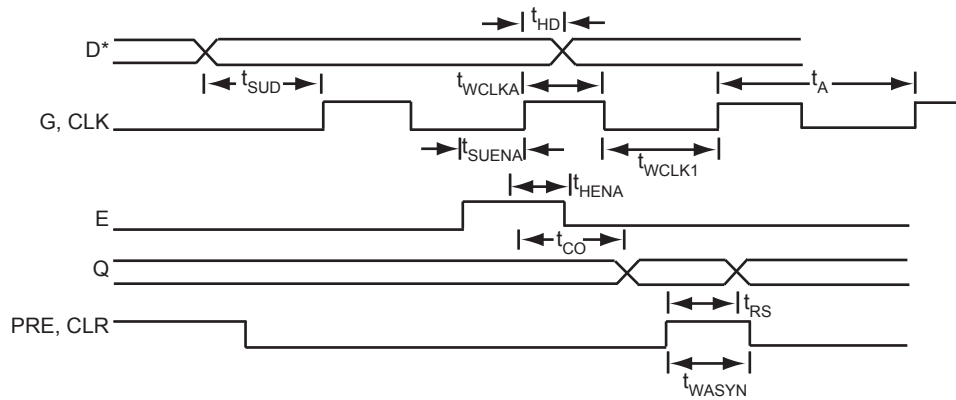 tHD
D*
tSUD
tWCLKA
tA
G, CLK
tSUENA
tWCLK1
tHENA
E
tCO
Q
tRS
PRE, CLR
tWASYN